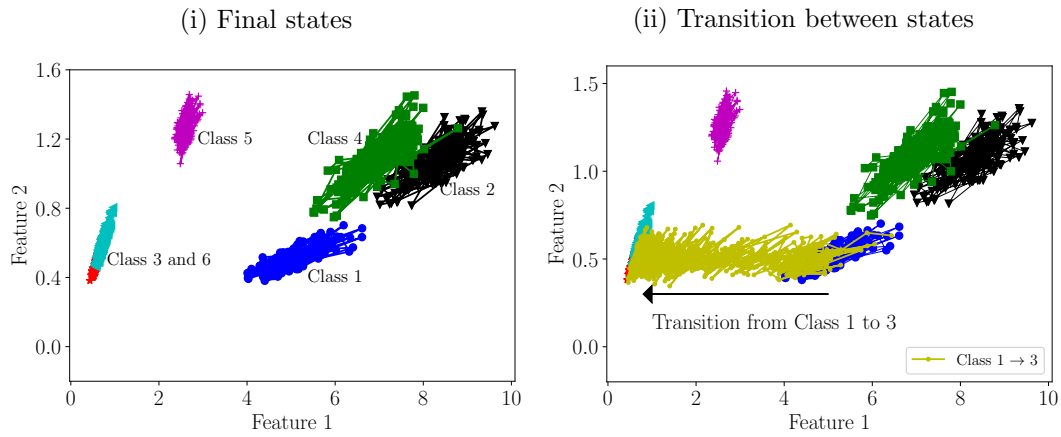 (i) Final states
1.6
1.2
0.8
0.4
0.0
Feature 2
Class 5
Class 4
Class 2
Class 3 and 6
Class 1
0
2
4
6
8
10
Feature 1
(ii) Transition between states
1.5
1.0
0.5
0.0
Feature 2
Transition from Class 1 to 3
Class 1 → 3
0
2
4
6
8
10
Feature 1